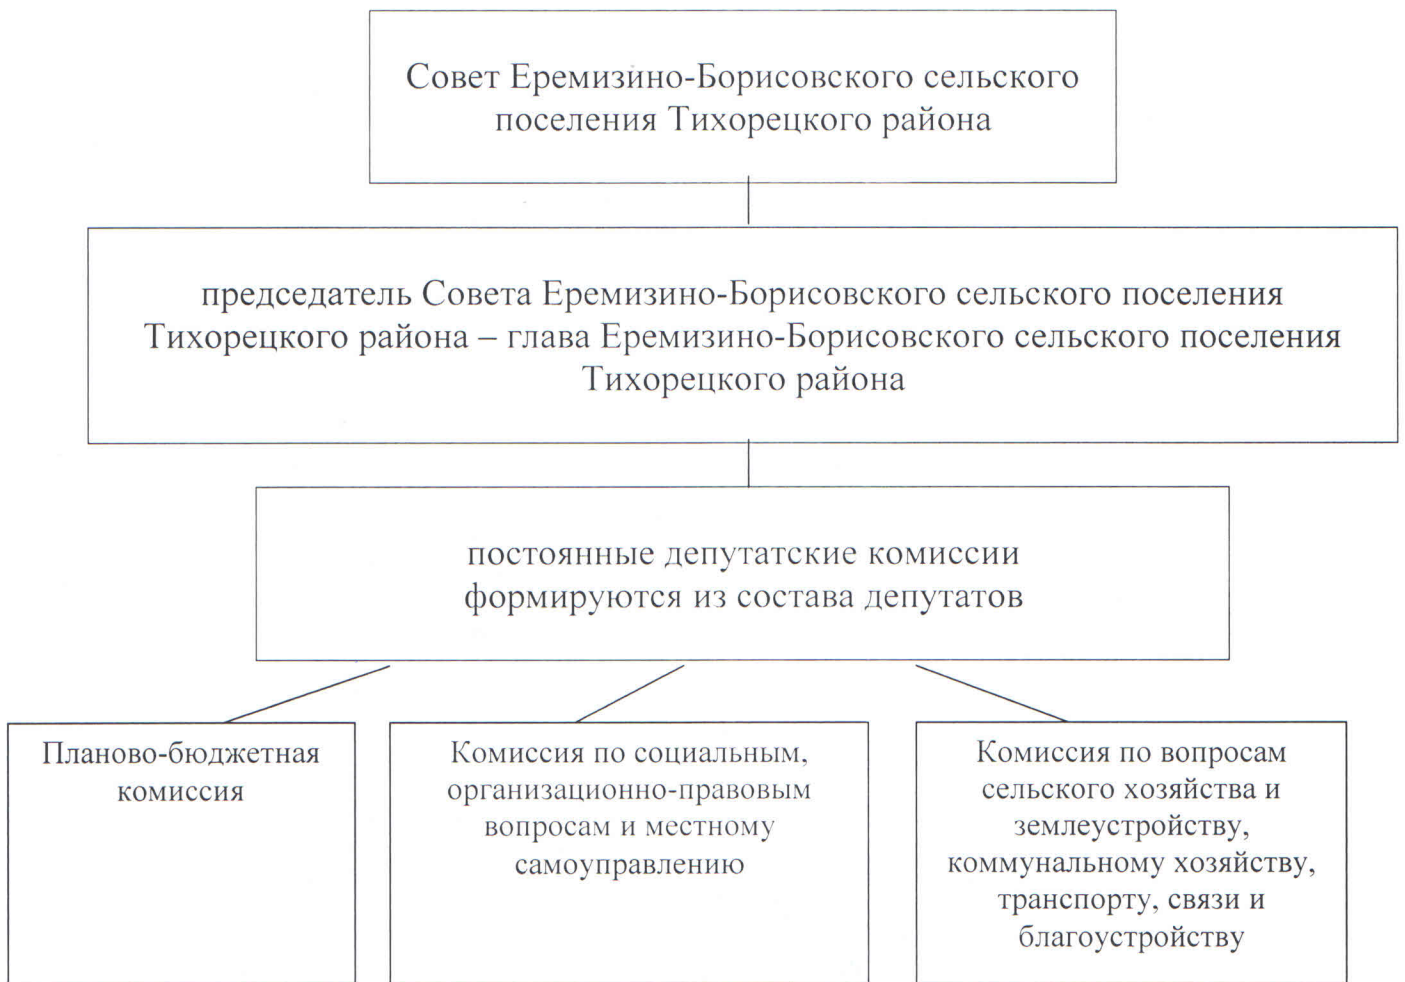 Совет Еремизино-Борисовского сельского
поселения Тихорецкого района
председатель Совета Еремизино-Борисовского сельского поселения
Тихорецкого района – глава Еремизино-Борисовского сельского поселения
Тихорецкого района
постоянные депутатские комиссии
формируются из состава депутатов
Планово-бюджетная
комиссия
Комиссия по социальным,
организационно-правовым
вопросам и местному
самоуправлению
Комиссия по вопросам
сельского хозяйства и
землеустройству,
коммунальному хозяйству,
транспорту, связи и
благоустройству